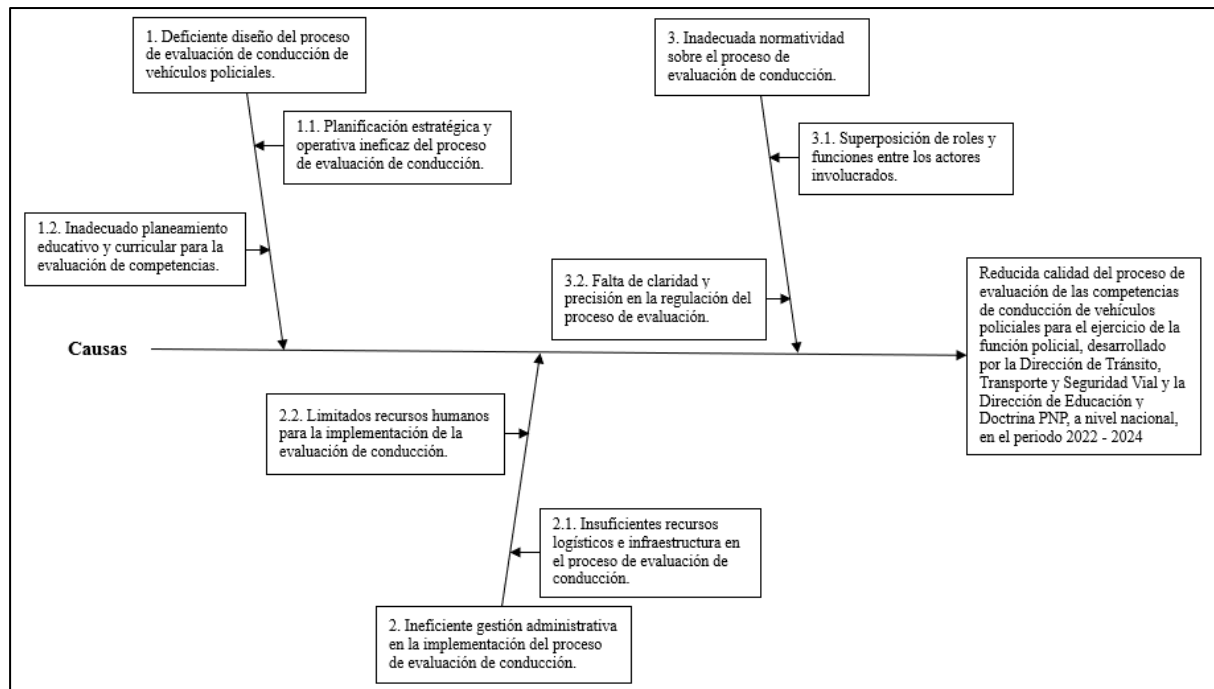 1. Deficiente diseño del proceso
de evaluación de conducción de
vehículos policiales.
1.1. Planificación estratégica y
operativa ineficaz del proceso
de evaluación de conducción.
1.2. Inadecuado planeamiento
educativo y curricular para la
evaluación de competencias.
3. Inadecuada normatividad
sobre el proceso de
evaluación de conducción.
3.1. Superposición de roles y
funciones entre los actores
involucrados.
3.2. Falta de claridad y
precisión en la regulación del
proceso de evaluación.
Causas
Reducida calidad del proceso de
evaluación de las competencias
de conducción de vehículos
policiales para el ejercicio de la
función policial, desarrollado
por la Dirección de Tránsito,
Transporte y Seguridad Vial y la
Dirección de Educación y
Doctrina PNP, a nivel nacional,
en el periodo 2022 - 2024
2.2. Limitados recursos humanos
para la implementación de la
evaluación de conducción.
2.1. Insuficientes recursos
logísticos e infraestructura en
el proceso de evaluación de
conducción.
2. Ineficiente gestión administrativa
en la implementación del proceso
de evaluación de conducción.